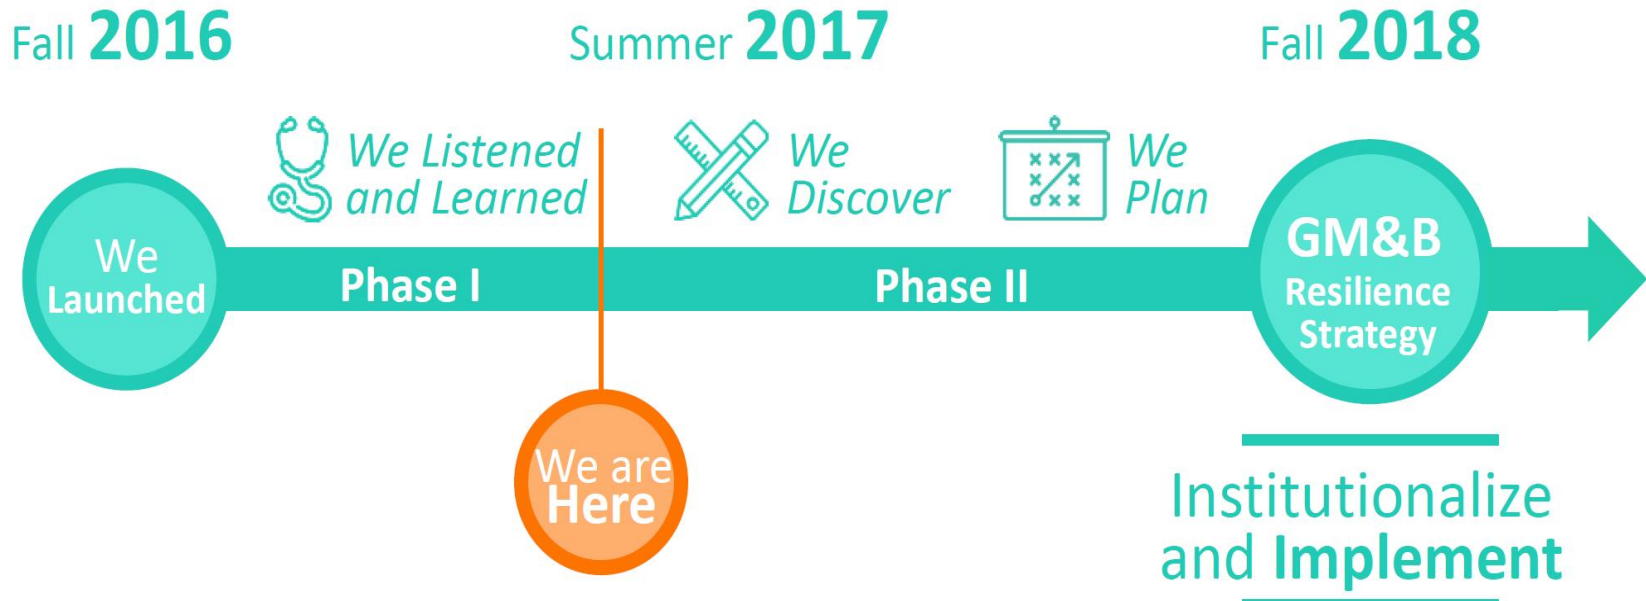 Fall 2016
Summer 2017
Fall 2018
We Listened
and Learned
We
Discover
We
Plan
We
Launched
Phase I
Phase II
GM&B
Resilience
Strategy
We are
Here
Institutionalize
and Implement